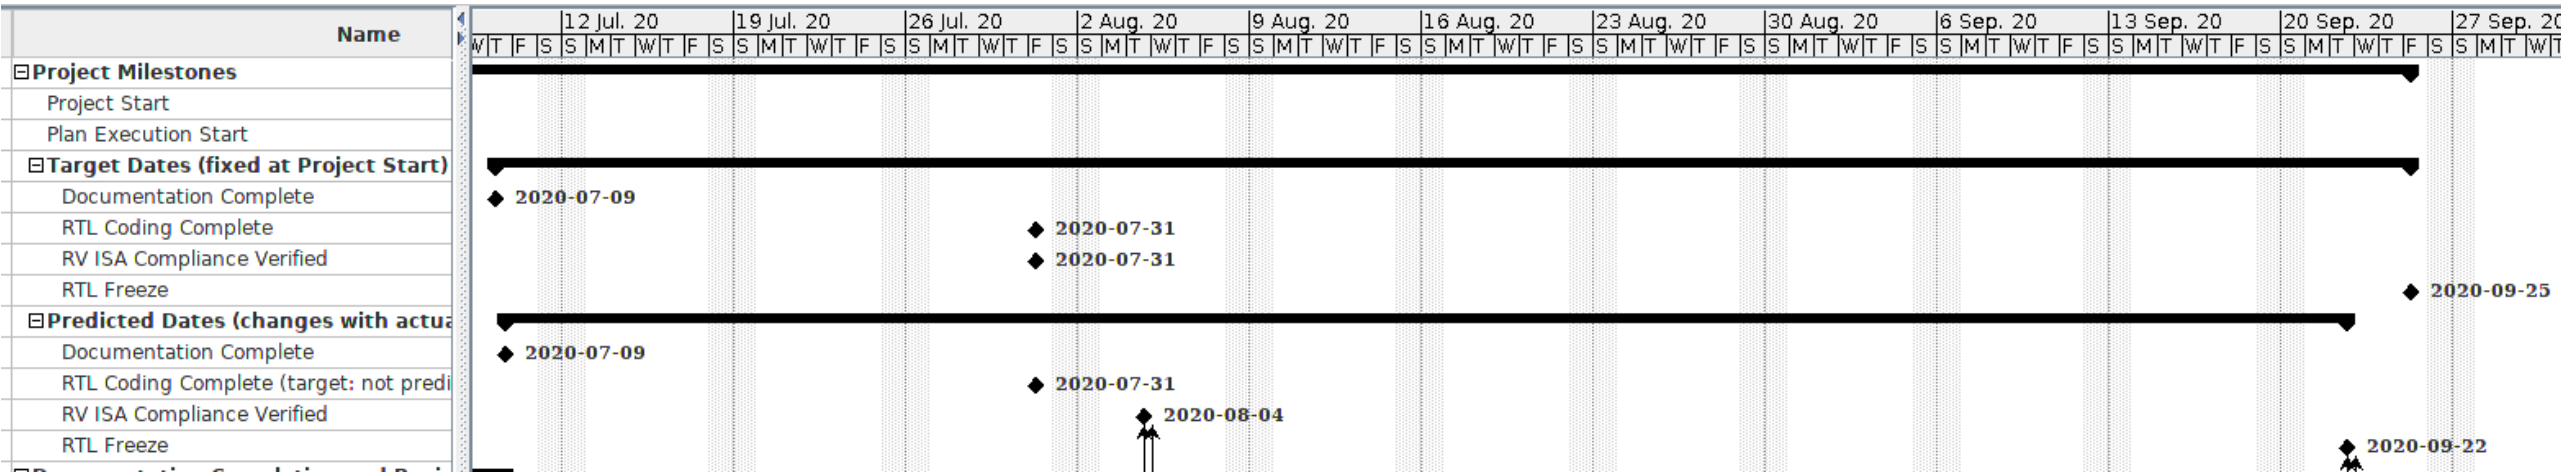 Name
12 Jul. 20 19 Jul. 20 26 Jul. 20 2 Aug. 20 9 Aug. 20 16 Aug. 20 23 Aug. 20 30 Aug. 20 6 Sep. 20 13 Sep. 20 20 Sep. 20 27 Sep. 20
W T F S S M T W T F S S M T W T F S S M T W T F S S M T W T F S S M T W T F S S M T W T F S S M T W T F S S M T W T F S S M T W T F S S M T W T F S S M T W T F S S M T W T
Project Milestones
Project Start
Plan Execution Start
Target Dates (fixed at Project Start)
Documentation Complete 2020-07-09
RTL Coding Complete 2020-07-31
RV ISA Compliance Verified 2020-07-31
RTL Freeze 2020-09-25
Predicted Dates (changes with actua
Documentation Complete 2020-07-09
RTL Coding Complete (target: not predi 2020-07-31
RV ISA Compliance Verified 2020-08-04
RTL Freeze 2020-09-22